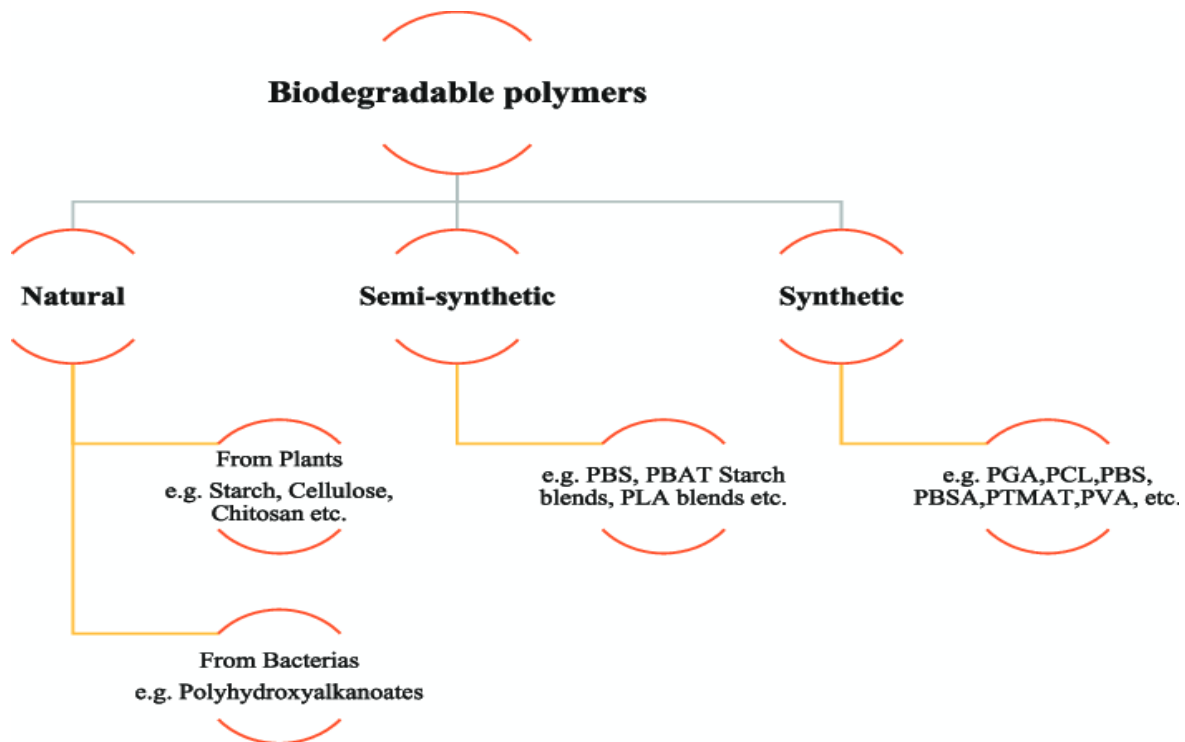 Biodegradable polymers
Natural
Semi-synthetic
Synthetic
From Plants
e.g. Starch, Cellulose,
Chitosan etc.
e.g. PBS, PBAT Starch
blends, PLA blends etc.
e.g. PGA,PCL,PBS,
PBSA,PTMAT,PVA, etc.
From Bacterias
e.g. Polyhydroxyalkanoates